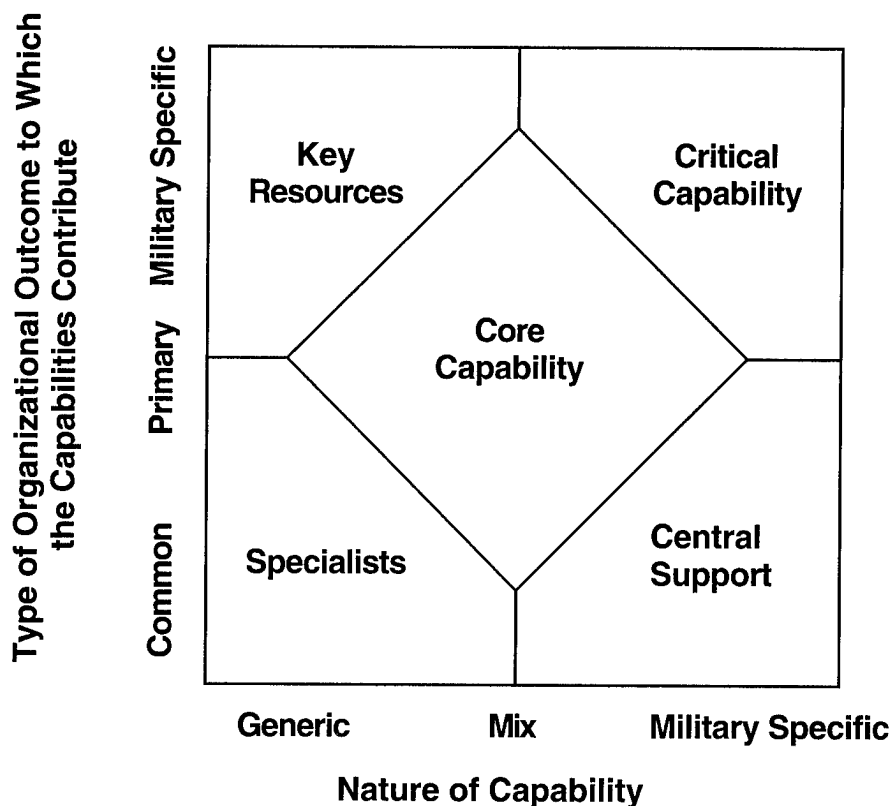 Type of Organizational Outcome to Which
the Capabilities Contribute
Military Specific
Primary
Common
Key
Resources
Critical
Capability
Core
Capability
Specialists
Central
Support
Generic
Mix
Military Specific
Nature of Capability